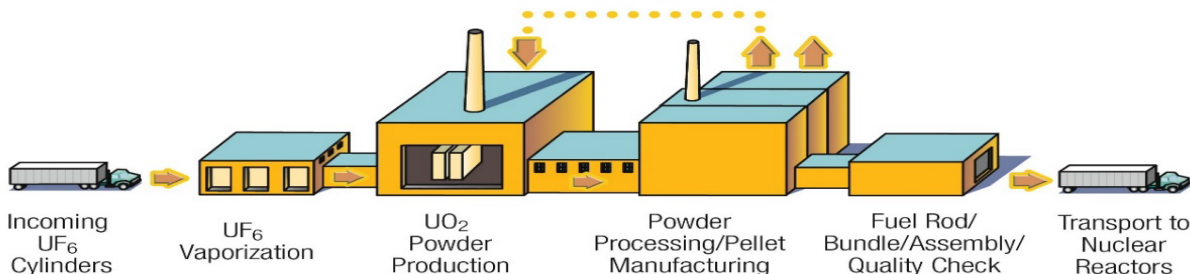 Incoming
UF₆
Cylinders
UF₆
Vaporization
UO₂
Powder
Production
Powder
Processing/Pellet
Manufacturing
Fuel Rod/
Bundle/Assembly/
Quality Check
Transport to
Nuclear
Reactors